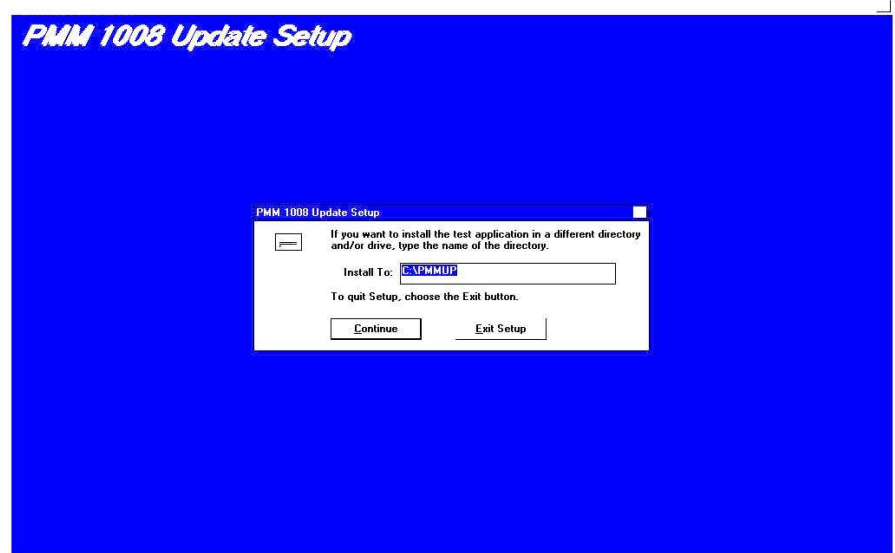 PMM 1008 Update Setup
PMM 1008 Update Setup
If you want to install the test application in a different directory
and/or drive, type the name of the directory.
Install To: C:\PMMUP
To quit Setup, choose the Exit button.
Continue Exit Setup